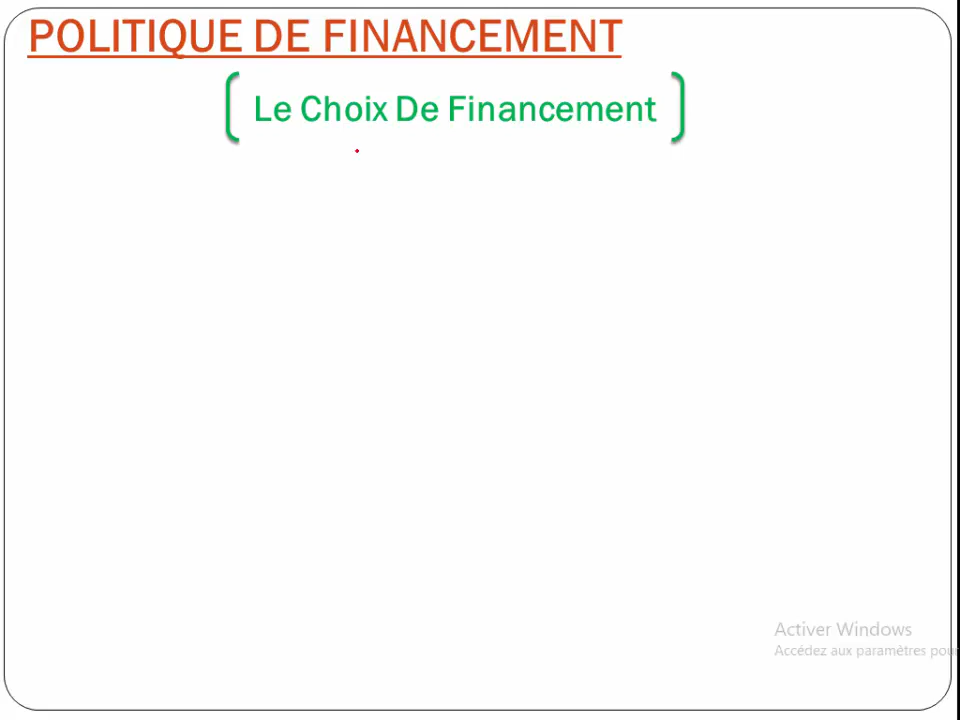 POLITIQUE DE FINANCEMENT
Le Choix De Financement
Activer Windows
Accédez aux paramètres pour